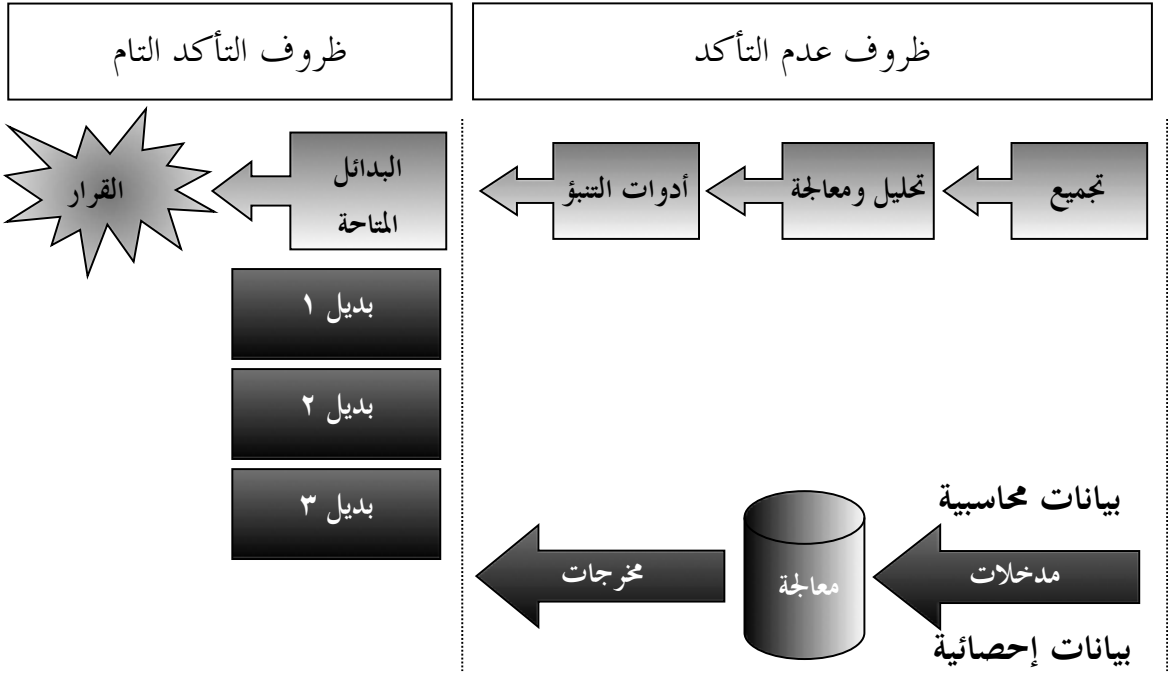 ظروف عدم التأكد
ظروف التأكد التام
تجميع
تحليل ومعالجة
أدوات التنبؤ
البدائل
المتاحة
القرار
بديل ١
بديل ٢
بديل ٣
بيانات محاسبية
مدخلات
معالجة
مخرجات
بيانات إحصائية